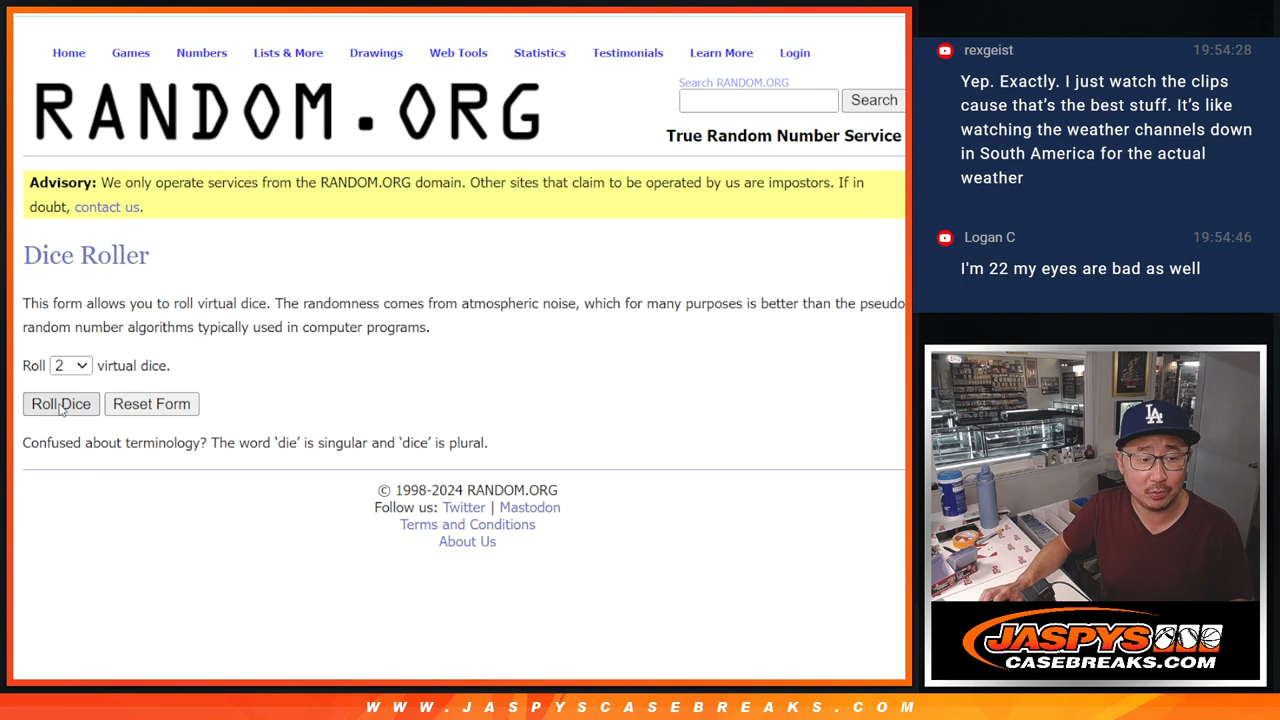 Home Games Numbers Lists & More Drawings Web Tools Statistics Testimonials Learn More Login
RANDOM.ORG
Search RANDOM.ORG
Search
True Random Number Service
Advisory: We only operate services from the RANDOM.ORG domain. Other sites that claim to be operated by us are impostors. If in
doubt, contact us.
Dice Roller
This form allows you to roll virtual dice. The randomness comes from atmospheric noise, which for many purposes is better than the pseudo
random number algorithms typically used in computer programs.
Roll 2 virtual dice.
Roll Dice Reset Form
Confused about terminology? The word ‘die’ is singular and ‘dice’ is plural.
© 1998-2024 RANDOM.ORG
Follow us: Twitter | Mastodon
Terms and Conditions
About Us
rexgeist 19:54:28
Yep. Exactly. I just watch the clips
cause that’s the best stuff. It’s like
watching the weather channels down
in South America for the actual
weather
Logan C 19:54:46
I'm 22 my eyes are bad as well
LA
JASPYS
CASEBREAKS.COM
WWW.JASPYSCASEBREAKS.COM